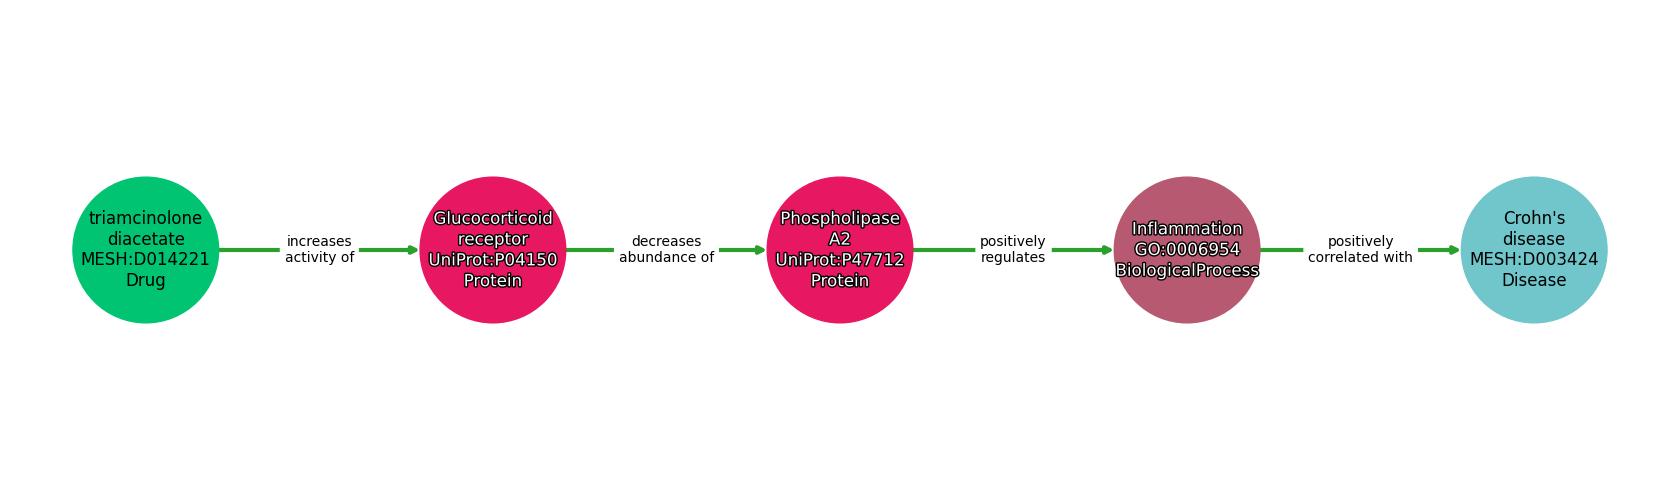 triamcinolone
diacetate
MESH:D014221
Drug
increases
activity of
Glucocorticoid
receptor
UniProt:P04150
Protein
decreases
abundance of
Phospholipase
A2
UniProt:P47712
Protein
positively
regulates
Inflammation
GO:0006954
BiologicalProcess
positively
correlated with
Crohn's
disease
MESH:D003424
Disease